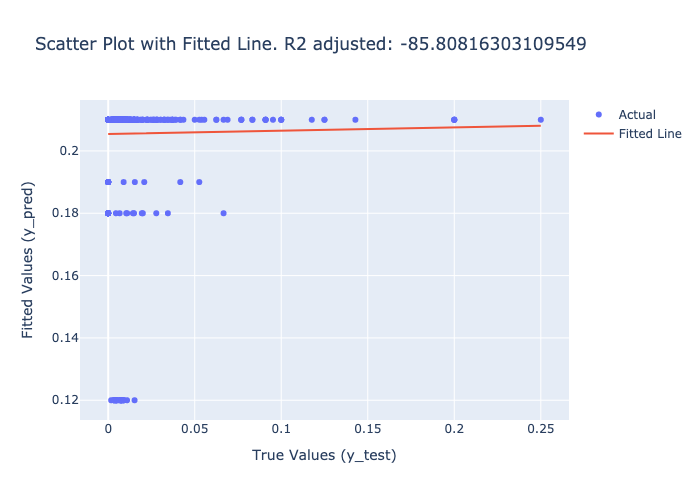 Scatter Plot with Fitted Line. R2 adjusted: -85.80816303109549
Actual
Fitted Line
Fitted Values (y_pred)
0.2
0.18
0.16
0.14
0.12
0
0.05
0.1
0.15
0.2
0.25
True Values (y_test)